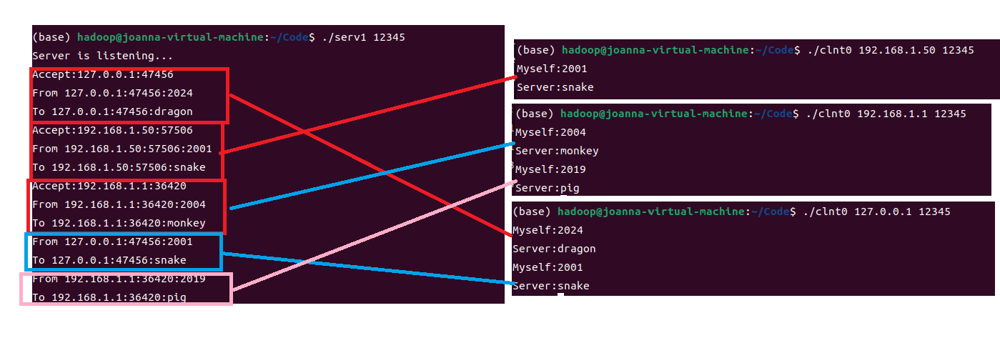 (base) hadoop@joanna-virtual-machine:~/Code$ ./serv1 12345
Server is listening...
Accept:127.0.0.1:47456
From 127.0.0.1:47456:2024
To 127.0.0.1:47456:dragon
Accept:192.168.1.50:57506
From 192.168.1.50:57506:2001
To 192.168.1.50:57506:snake
Accept:192.168.1.1:36420
From 192.168.1.1:36420:2004
To 192.168.1.1:36420:monkey
From 127.0.0.1:47456:2001
To 127.0.0.1:47456:snake
From 192.168.1.1:36420:2019
To 192.168.1.1:36420:pig
(base) hadoop@joanna-virtual-machine:~/Code$ ./clnt0 192.168.1.50 12345
Myself:2001
Server:snake
(base) hadoop@joanna-virtual-machine:~/Code$ ./clnt0 192.168.1.1 12345
Myself:2004
Server:monkey
Myself:2019
Server:pig
(base) hadoop@joanna-virtual-machine:~/Code$ ./clnt0 127.0.0.1 12345
Myself:2024
Server:dragon
Myself:2001
Server:snake